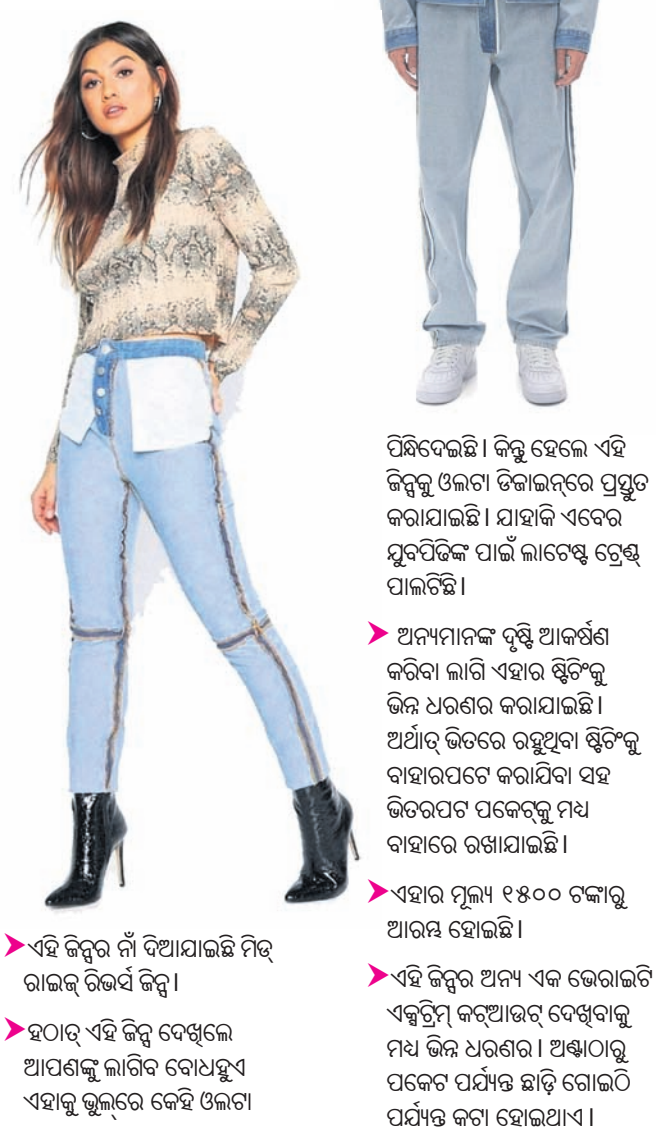 ଏହି ଜିନ୍ସର ନାଁ ଦିଆଯାଇଛି ମିଡ୍
ରାଇଜ୍ ରିଭର୍ସ ଜିନ୍ସ ।
ହଠାତ୍ ଏହି ଜିନ୍ସ ଦେଖିଲେ
ଆପଣଙ୍କୁ ଲାଗିବ ବୋଧହୁଏ
ଏହାକୁ ଭୁଲ୍‌ରେ କେହି ଓଲଟା
ପିନ୍ଧିଦେଇଛି । କିନ୍ତୁ ହେଲେ ଏହି
ଜିନ୍ସକୁ ଓଲଟା ଡିଜାଇନ୍‌ରେ ପ୍ରସ୍ତୁତ
କରାଯାଇଛି । ଯାହାକି ଏବେର
ଯୁବପିଢିଙ୍କ ପାଇଁ ଲାଟେଷ୍ଟ ଟ୍ରେଣ୍ଡ୍
ପାଲଟିଛି ।
ଅନ୍ୟମାନଙ୍କ ଦୃଷ୍ଟି ଆକର୍ଷଣ
କରିବା ଲାଗି ଏହାର ଷ୍ଟିଚିଂକୁ
ଭିନ୍ନ ଧରଣର କରାଯାଇଛି ।
ଅର୍ଥାତ୍ ଭିତରେ ରହୁଥିବା ଷ୍ଟିଚିଂକୁ
ବାହାରପଟେ କରାଯିବା ସହ
ଭିତରପଟ ପକେଟ୍‌କୁ ମଧ୍ୟ
ବାହାରେ ରଖାଯାଇଛି ।
ଏହାର ମୂଲ୍ୟ ୧୫୦୦ ଟଙ୍କାରୁ
ଆରମ୍ଭ ହୋଇଛି ।
ଏହି ଜିନ୍ସର ଅନ୍ୟ ଏକ ଭେରାଇଟି
ଏକ୍ସଟ୍ରିମ୍ କଟ୍‌ଆଉଟ୍ ଦେଖିବାକୁ
ମଧ୍ୟ ଭିନ୍ନ ଧରଣର । ଅଣ୍ଟାଠାରୁ
ପକେଟ ପର୍ଯ୍ୟନ୍ତ ଛାଡ଼ି ଗୋଇଠି
ପର୍ଯ୍ୟନ୍ତ କଟା ହୋଇଥାଏ ।